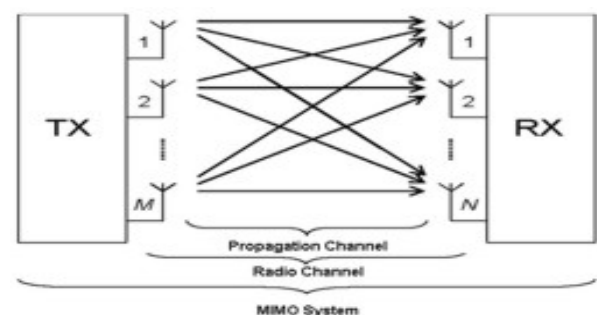 1 1
2 2
TX RX
M N
Propagation Channel
Radio Channel
MIMO System